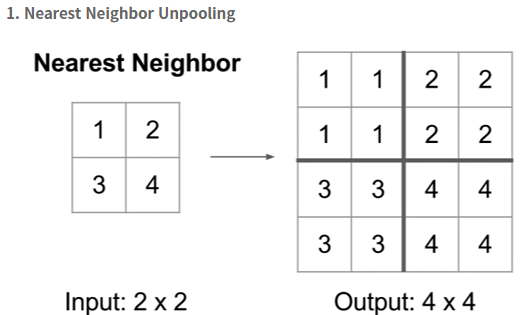 1. Nearest Neighbor Unpooling
Nearest Neighbor
1 2
3 4
1 1 2 2
1 1 2 2
3 3 4 4
3 3 4 4
Input: 2 x 2
Output: 4 x 4